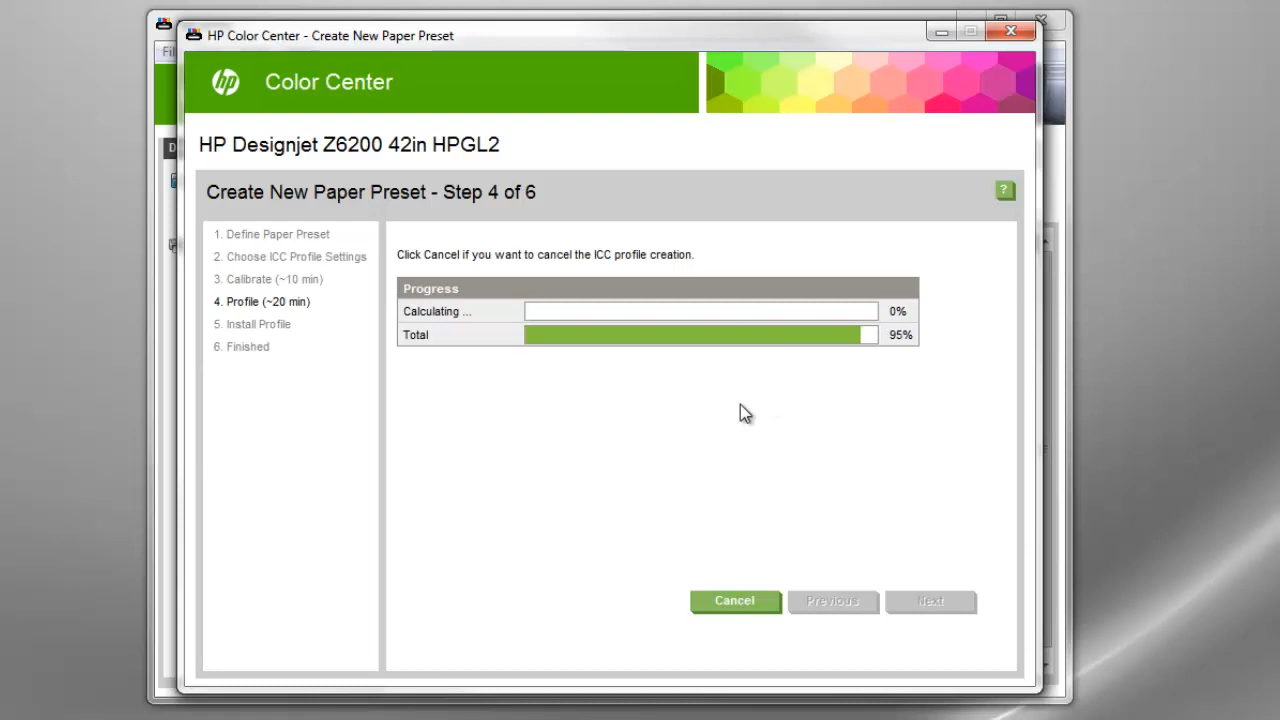 HP Color Center - Create New Paper Preset
Fil
hp
Color Center
HP Designjet Z6200 42in HPGL2
D
Create New Paper Preset - Step 4 of 6
?
1. Define Paper Preset
2. Choose ICC Profile Settings
3. Calibrate (~10 min)
4. Profile (~20 min)
5. Install Profile
6. Finished
Click Cancel if you want to cancel the ICC profile creation.
Progress
Calculating ... 0%
Total 95%
Cancel Previous Next